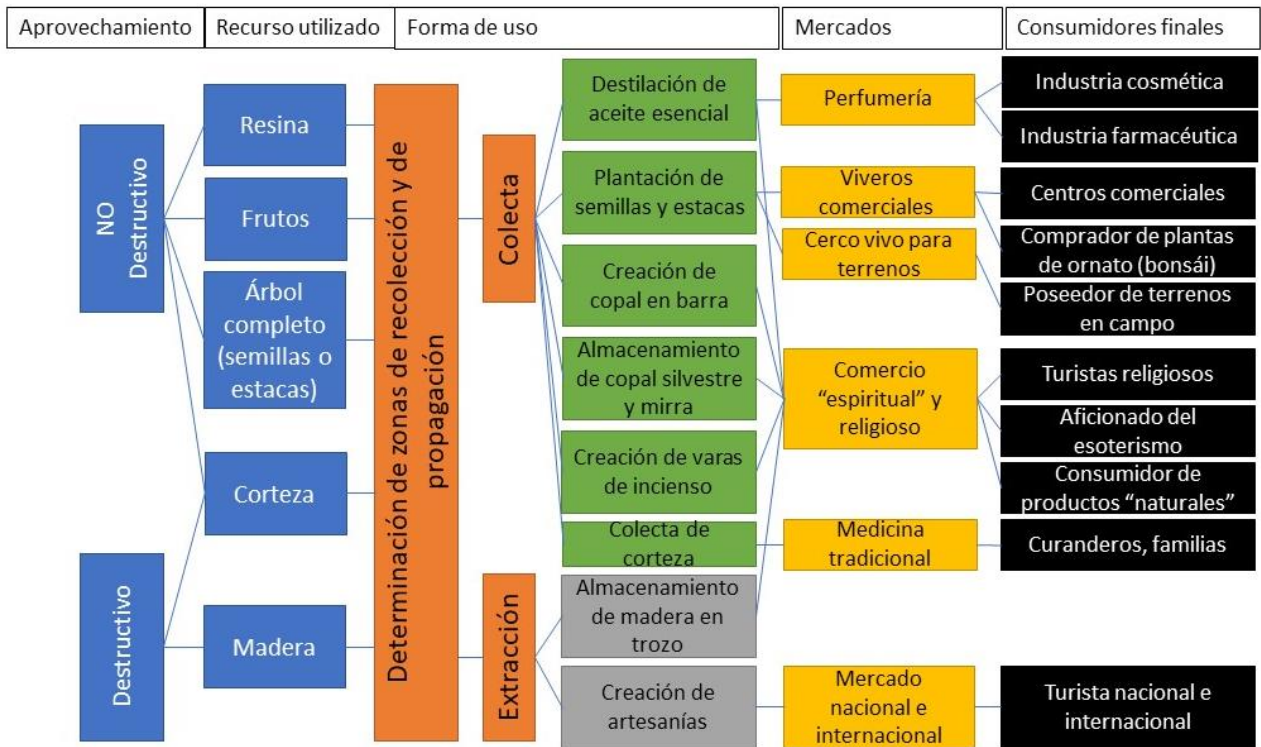 Aprovechamiento
Recurso utilizado
Forma de uso
Mercados
Consumidores finales
NO
Destructivo
Destructivo
Resina
Frutos
Árbol
completo
(semillas o
estacas)
Corteza
Madera
Determinación de zonas de recolección y de
propagación
Colecta
Extracción
Destilación de
aceite esencial
Plantación de
semillas y estacas
Creación de
copal en barra
Almacenamiento
de copal silvestre
y mirra
Creación de varas
de incienso
Colecta de
corteza
Almacenamiento
de madera en
trozo
Creación de
artesanías
Perfumería
Viveros
comerciales
Cerco vivo para
terrenos
Comercio
“espiritual” y
religioso
Medicina
tradicional
Mercado
nacional e
internacional
Industria cosmética
Industria farmacéutica
Centros comerciales
Comprador de plantas
de ornato (bonsái)
Poseedor de terrenos
en campo
Turistas religiosos
Aficionado del
esoterismo
Consumidor de
productos “naturales”
Curanderos, familias
Turista nacional e
internacional